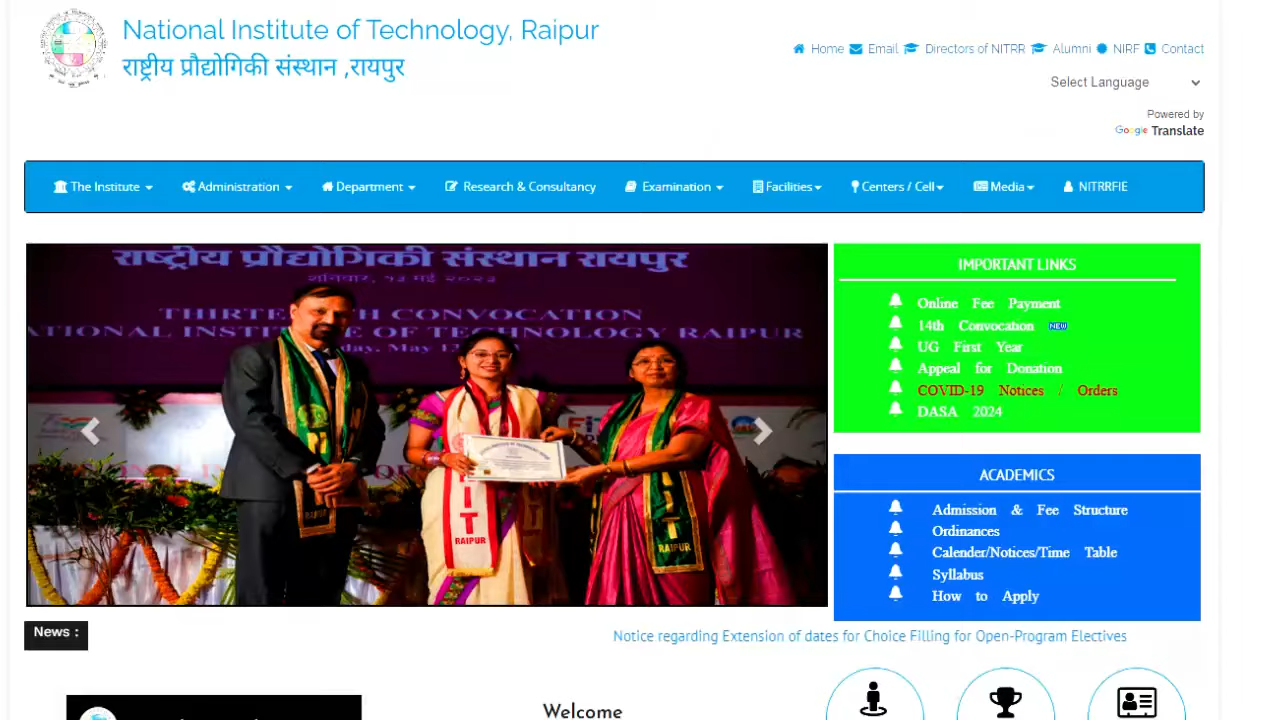 National Institute of Technology, Raipur
राष्ट्रीय प्रौद्योगिकी संस्थान ,रायपुर
Home Email Directors of NITRR Alumni NIRF Contact
Select Language
Powered by
Google Translate
The Institute Administration Department Research & Consultancy Examination Facilities Centers / Cell Media NITRRFIE
राष्ट्रीय प्रौद्योगिकी संस्थान रायपुर
शनिवार, १३ मई २०२३
CONVOCATION
NATIONAL INSTITUTE OF TECHNOLOGY RAIPUR
RAIPUR
RAIPUR
IMPORTANT LINKS
Online Fee Payment
14th Convocation NEW
UG First Year
Appeal for Donation
COVID-19 Notices / Orders
DASA 2024
ACADEMICS
Admission & Fee Structure
Ordinances
Calender/Notices/Time Table
Syllabus
How to Apply
News :
Notice regarding Extension of dates for Choice Filling for Open-Program Electives
Welcome